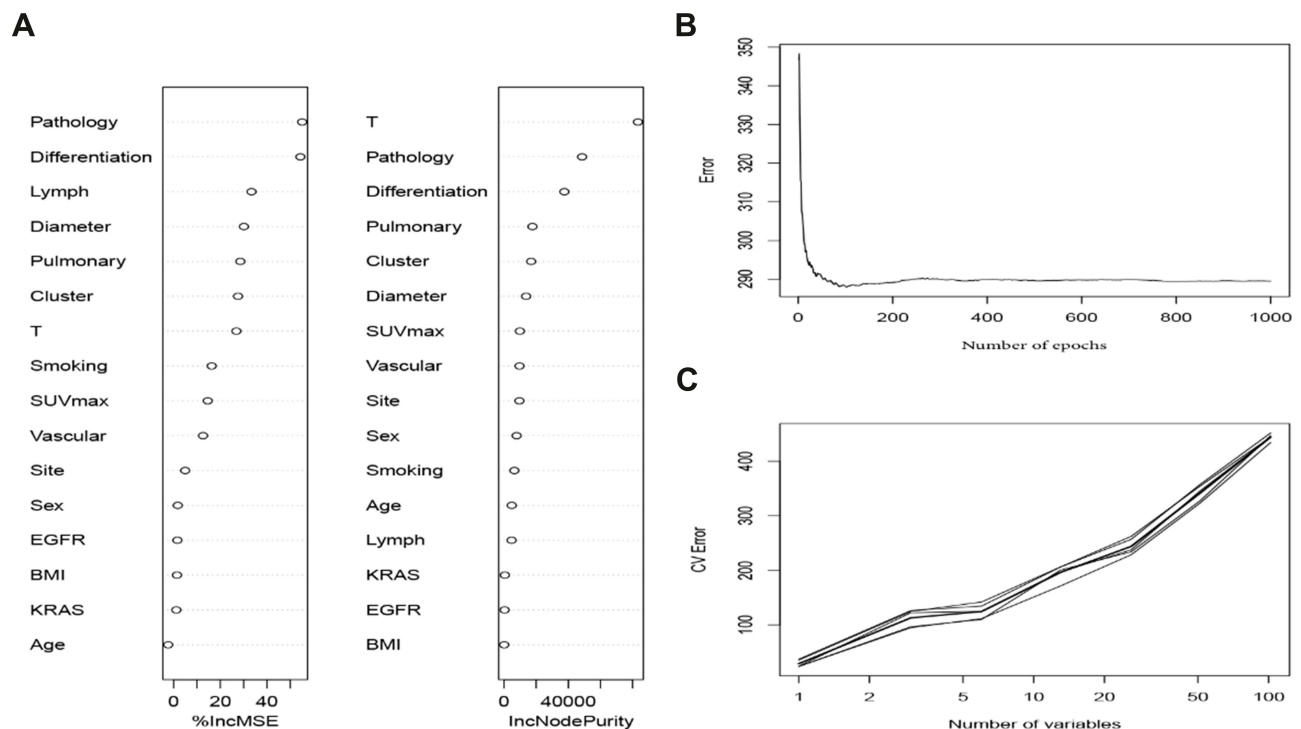 A
Pathology
Differentiation
Lymph
Diameter
Pulmonary
Cluster
T
Smoking
SUVmax
Vascular
Site
Sex
EGFR
BMI
KRAS
Age
0 20 40
%IncMSE
T
Pathology
Differentiation
Pulmonary
Cluster
Diameter
SUVmax
Vascular
Site
Sex
Smoking
Age
Lymph
KRAS
EGFR
BMI
0 40000
IncNodePurity
B
350
340
330
320
310
300
290
Error
0 200 400 600 800 1000
Number of epochs
C
400
300
200
100
CV Error
1 2 5 10 20 50 100
Number of variables